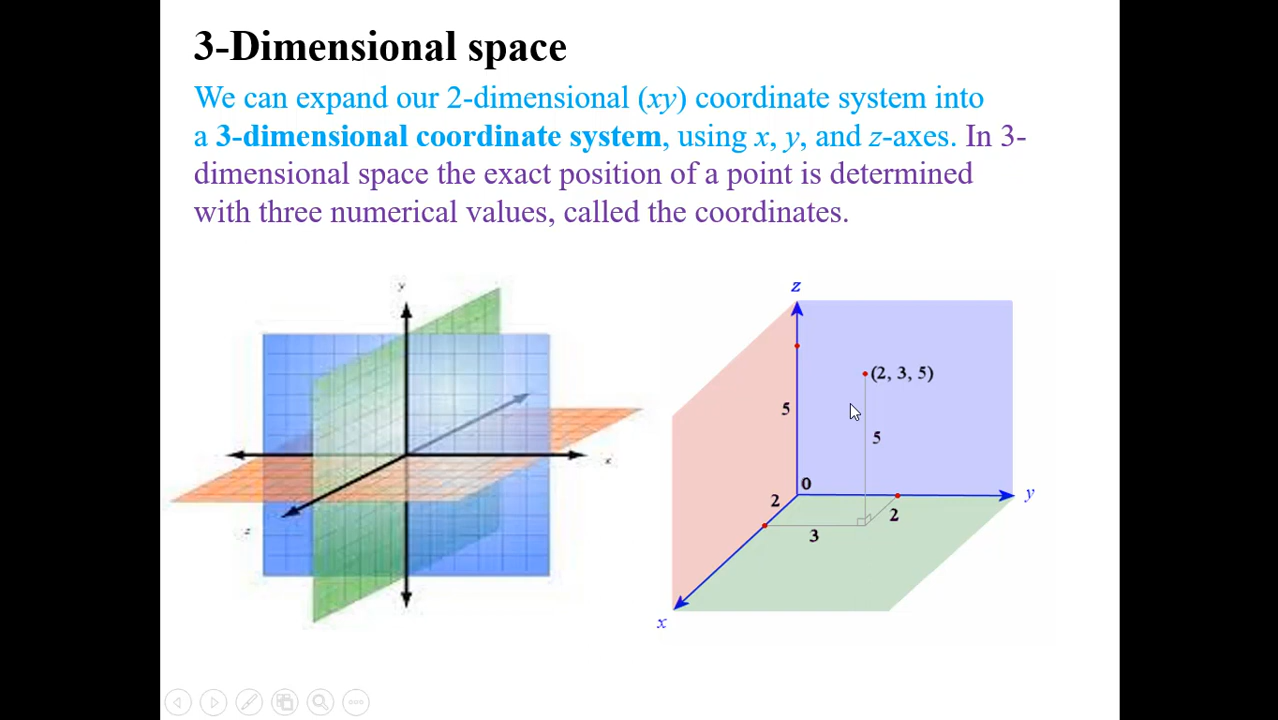 3-Dimensional space
We can expand our 2-dimensional (xy) coordinate system into
a 3-dimensional coordinate system, using x, y, and z-axes. In 3-
dimensional space the exact position of a point is determined
with three numerical values, called the coordinates.
y
x
z
z
(2, 3, 5)
5
5
0
2
y
2
3
x